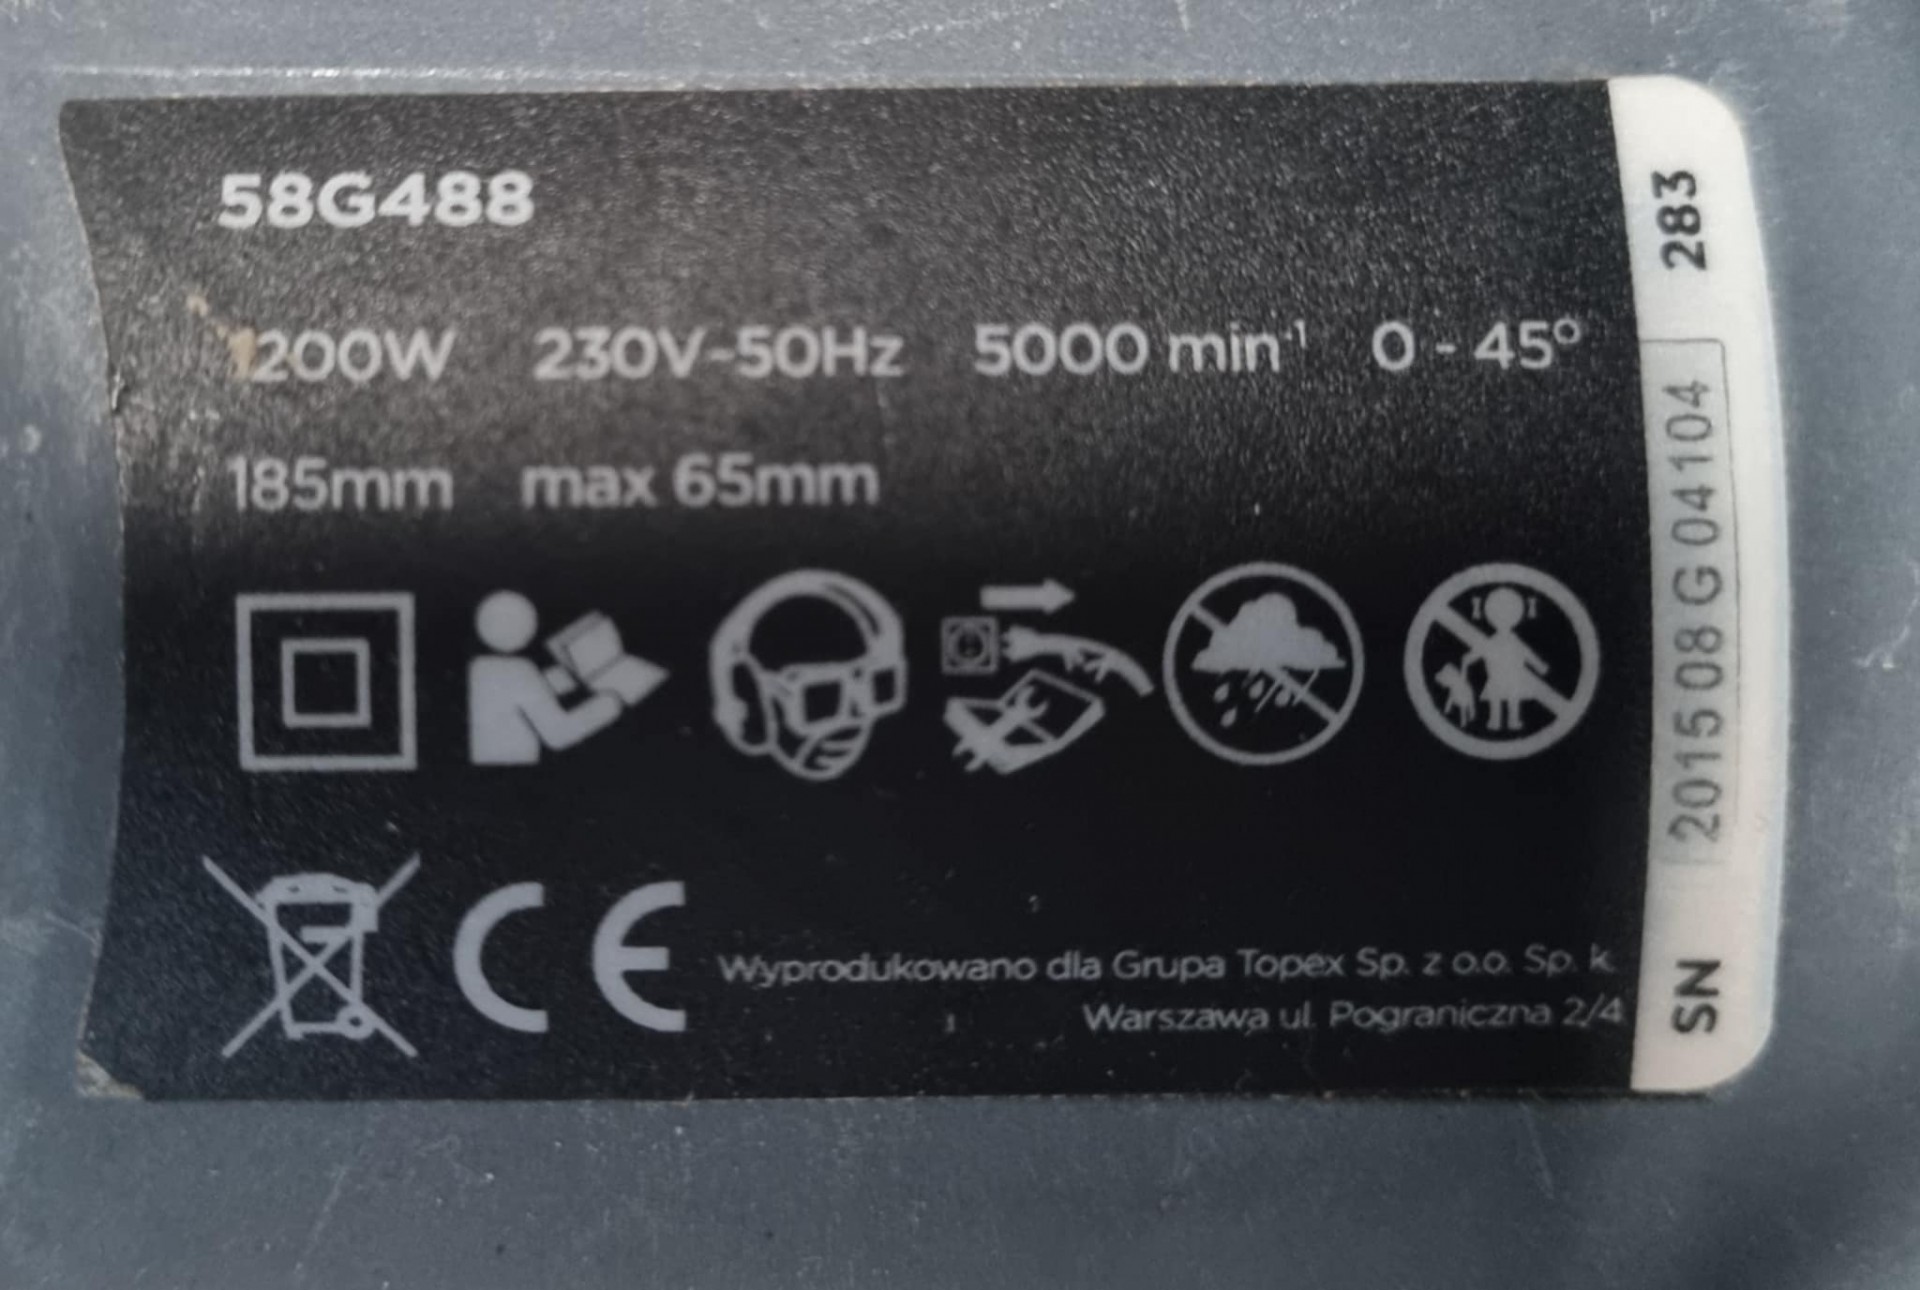 58G488
1200W 230V~50Hz 5000 min-1 0 - 45°
185mm max 65mm
CE
Wyprodukowano dla Grupa Topex Sp. z o.o. Sp. k.
Warszawa ul. Pograniczna 2/4
SN 2015 08 G 04104 283